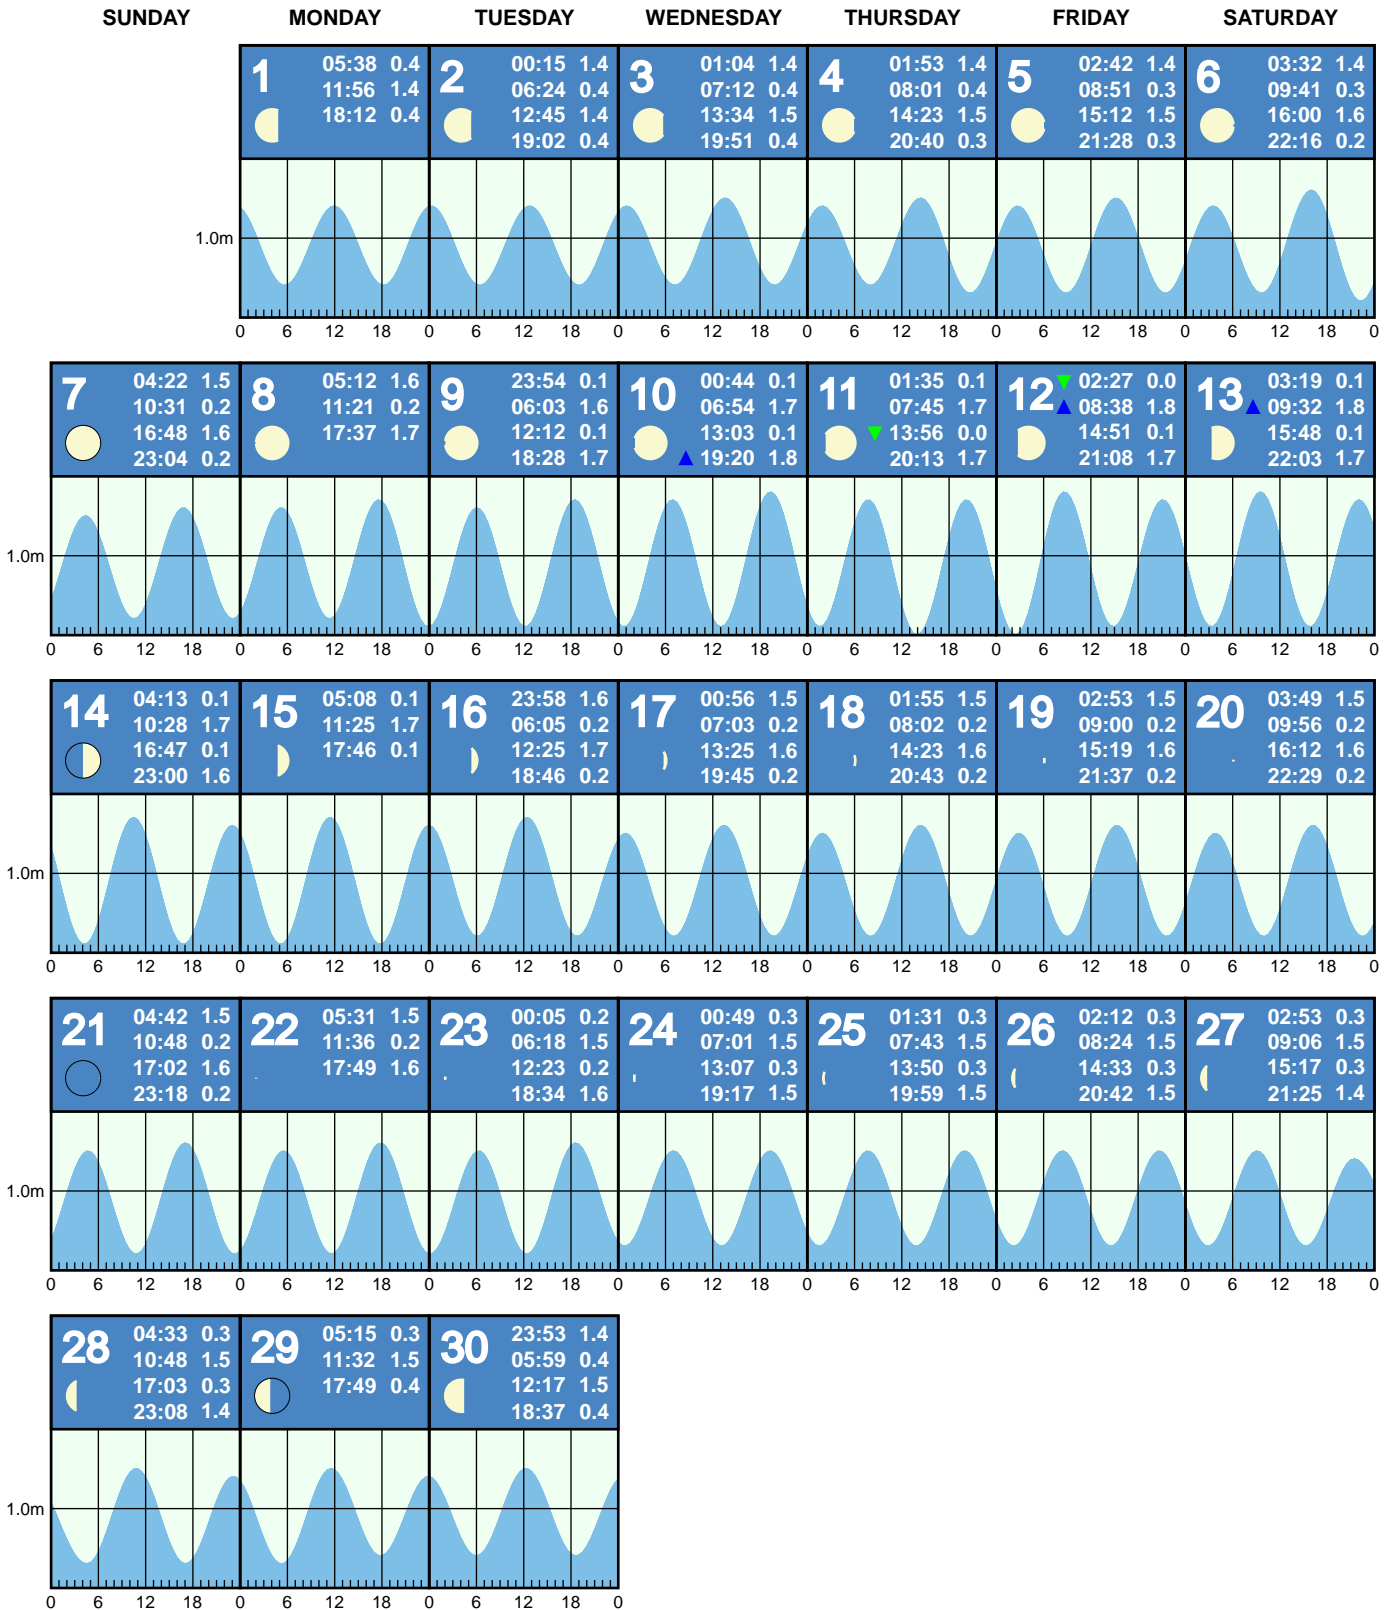 SUNDAY MONDAY TUESDAY WEDNESDAY THURSDAY FRIDAY SATURDAY
1 05:38 0.4
11:56 1.4
18:12 0.4
2 00:15 1.4
06:24 0.4
12:45 1.4
19:02 0.4
3 01:04 1.4
07:12 0.4
13:34 1.5
19:51 0.4
4 01:53 1.4
08:01 0.4
14:23 1.5
20:40 0.3
5 02:42 1.4
08:51 0.3
15:12 1.5
21:28 0.3
6 03:32 1.4
09:41 0.3
16:00 1.6
22:16 0.2
1.0m
0 6 12 18 0 6 12 18 0 6 12 18 0 6 12 18 0 6 12 18 0 6 12 18 0
7 04:22 1.5
10:31 0.2
16:48 1.6
23:04 0.2
8 05:12 1.6
11:21 0.2
17:37 1.7
9 23:54 0.1
06:03 1.6
12:12 0.1
18:28 1.7
10 00:44 0.1
06:54 1.7
13:03 0.1
19:20 1.8
11 01:35 0.1
07:45 1.7
13:56 0.0
20:13 1.7
12 02:27 0.0
08:38 1.8
14:51 0.1
21:08 1.7
13 03:19 0.1
09:32 1.8
15:48 0.1
22:03 1.7
1.0m
0 6 12 18 0 6 12 18 0 6 12 18 0 6 12 18 0 6 12 18 0 6 12 18 0 6 12 18 0
14 04:13 0.1
10:28 1.7
16:47 0.1
23:00 1.6
15 05:08 0.1
11:25 1.7
17:46 0.1
16 23:58 1.6
06:05 0.2
12:25 1.7
18:46 0.2
17 00:56 1.5
07:03 0.2
13:25 1.6
19:45 0.2
18 01:55 1.5
08:02 0.2
14:23 1.6
20:43 0.2
19 02:53 1.5
09:00 0.2
15:19 1.6
21:37 0.2
20 03:49 1.5
09:56 0.2
16:12 1.6
22:29 0.2
1.0m
0 6 12 18 0 6 12 18 0 6 12 18 0 6 12 18 0 6 12 18 0 6 12 18 0 6 12 18 0
21 04:42 1.5
10:48 0.2
17:02 1.6
23:18 0.2
22 05:31 1.5
11:36 0.2
17:49 1.6
23 00:05 0.2
06:18 1.5
12:23 0.2
18:34 1.6
24 00:49 0.3
07:01 1.5
13:07 0.3
19:17 1.5
25 01:31 0.3
07:43 1.5
13:50 0.3
19:59 1.5
26 02:12 0.3
08:24 1.5
14:33 0.3
20:42 1.5
27 02:53 0.3
09:06 1.5
15:17 0.3
21:25 1.4
1.0m
0 6 12 18 0 6 12 18 0 6 12 18 0 6 12 18 0 6 12 18 0 6 12 18 0 6 12 18 0
28 04:33 0.3
10:48 1.5
17:03 0.3
23:08 1.4
29 05:15 0.3
11:32 1.5
17:49 0.4
30 23:53 1.4
05:59 0.4
12:17 1.5
18:37 0.4
1.0m
0 6 12 18 0 6 12 18 0 6 12 18 0